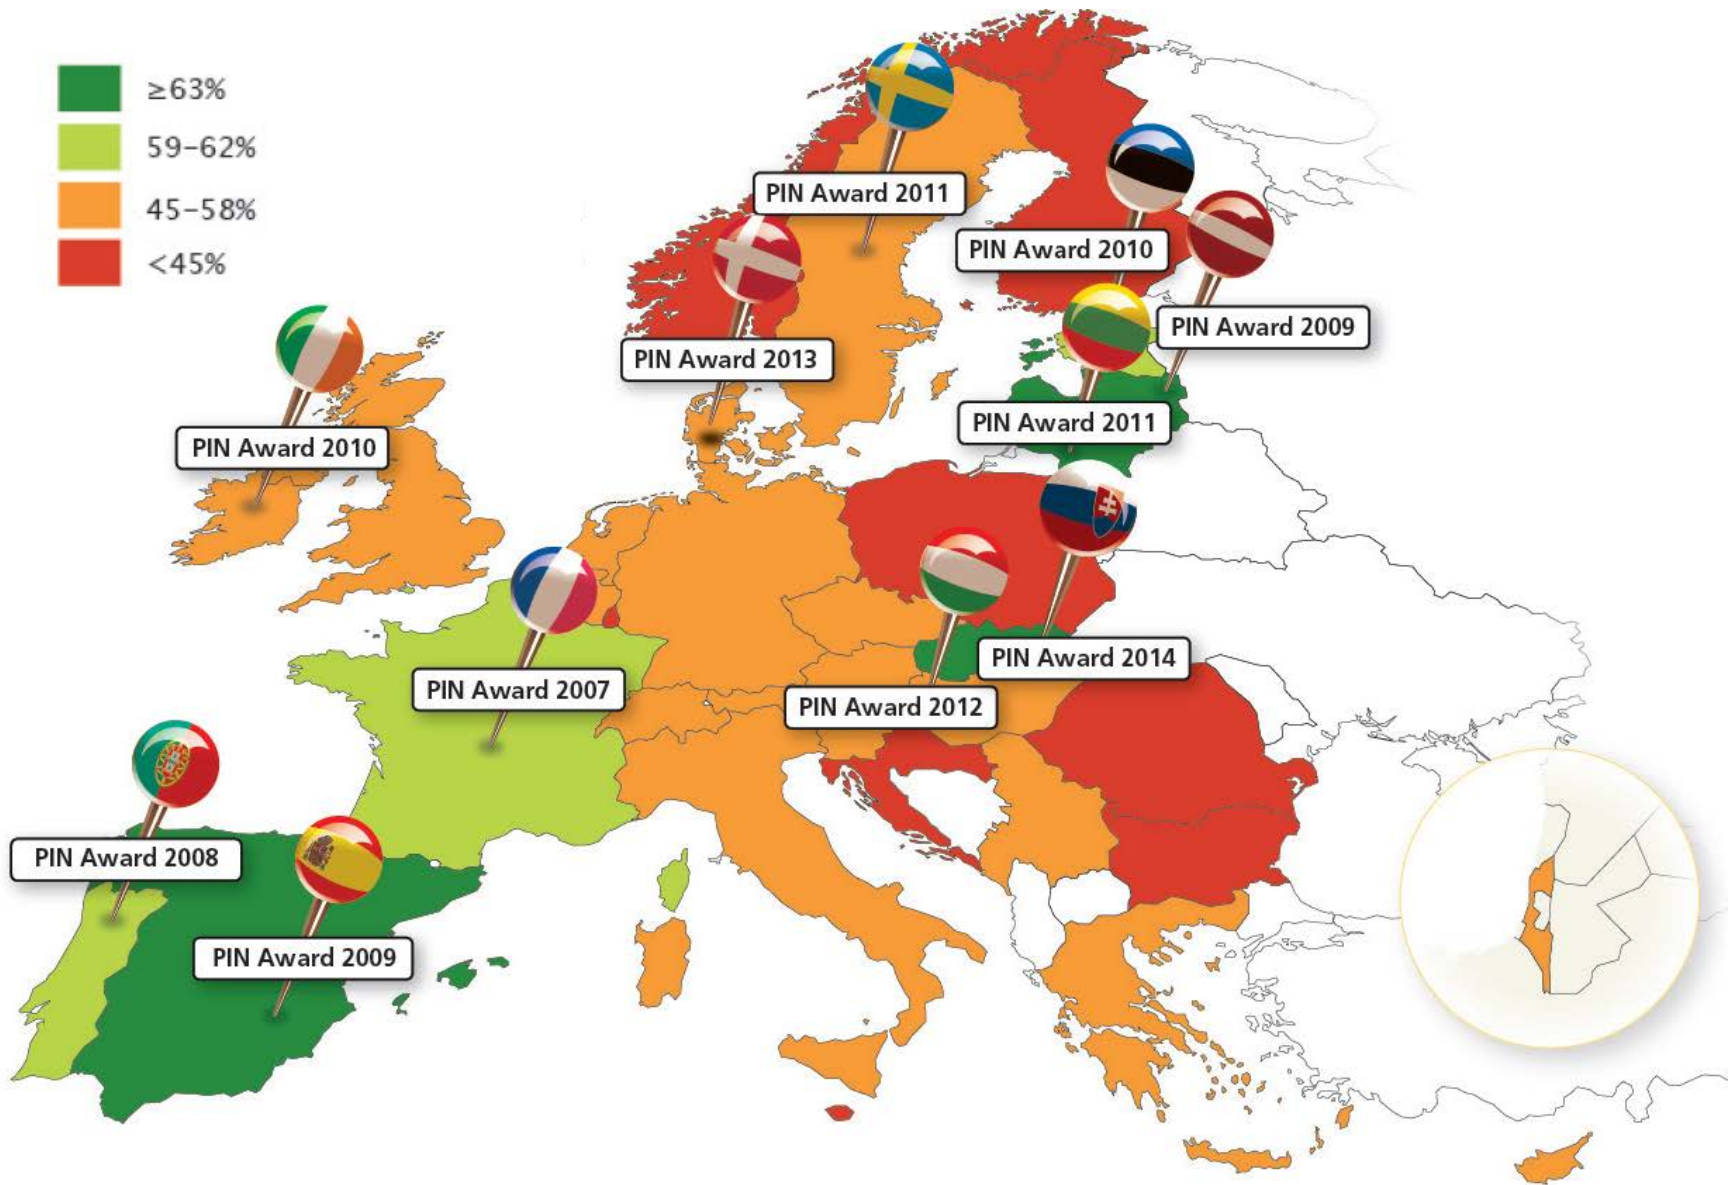 ≥63%
59–62%
45–58%
<45%
PIN Award 2011
PIN Award 2010
PIN Award 2009
PIN Award 2013
PIN Award 2011
PIN Award 2010
PIN Award 2014
PIN Award 2007
PIN Award 2012
PIN Award 2008
PIN Award 2009